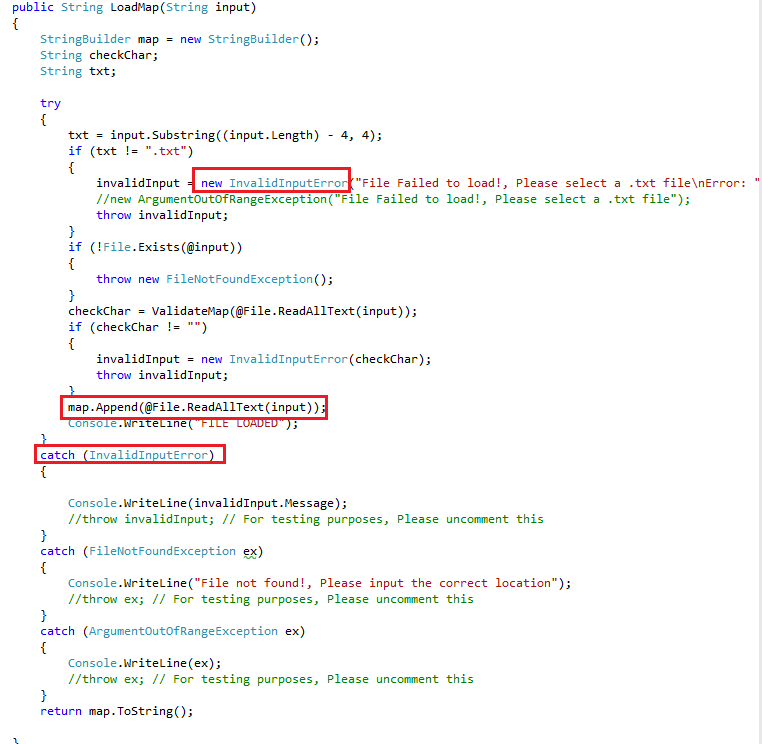 public String LoadMap(String input)
{
StringBuilder map = new StringBuilder();
String checkChar;
String txt;
try
{
txt = input.Substring((input.Length) - 4, 4);
if (txt != ".txt")
{
invalidInput = new InvalidInputError("File Failed to load!, Please select a .txt file\nError: "
//new ArgumentOutOfRangeException("File Failed to load!, Please select a .txt file");
throw invalidInput;
}
if (!File.Exists(@input))
{
throw new FileNotFoundException();
}
checkChar = ValidateMap(@File.ReadAllText(input));
if (checkChar != "")
{
invalidInput = new InvalidInputError(checkChar);
throw invalidInput;
}
map.Append(@File.ReadAllText(input));
Console.WriteLine("FILE LOADED");
}
catch (InvalidInputError)
{
Console.WriteLine(invalidInput.Message);
//throw invalidInput; // For testing purposes, Please uncomment this
}
catch (FileNotFoundException ex)
{
Console.WriteLine("File not found!, Please input the correct location");
//throw ex; // For testing purposes, Please uncomment this
}
catch (ArgumentOutOfRangeException ex)
{
Console.WriteLine(ex);
//throw ex; // For testing purposes, Please uncomment this
}
return map.ToString();
}